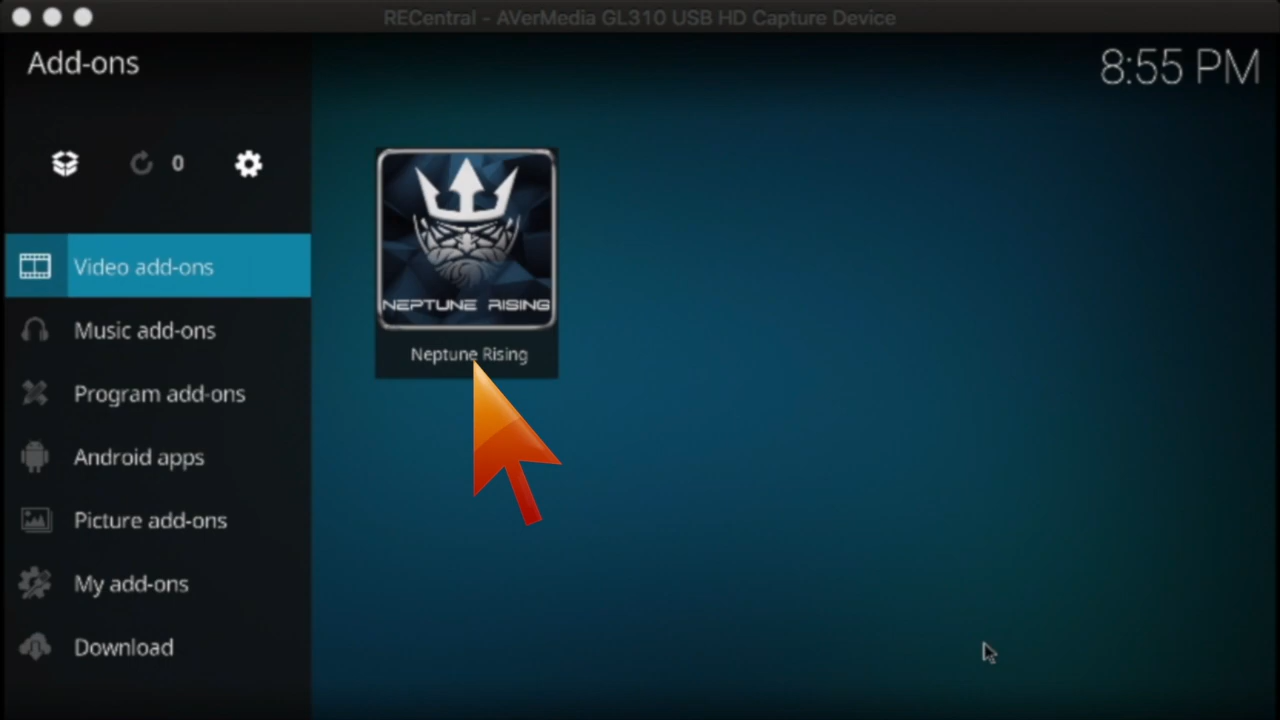 RECentral - AVerMedia GL310 USB HD Capture Device
Add-ons
8:55 PM
0
Video add-ons
Music add-ons
Program add-ons
Android apps
Picture add-ons
My add-ons
Download
NEPTUNE RISING
Neptune Rising